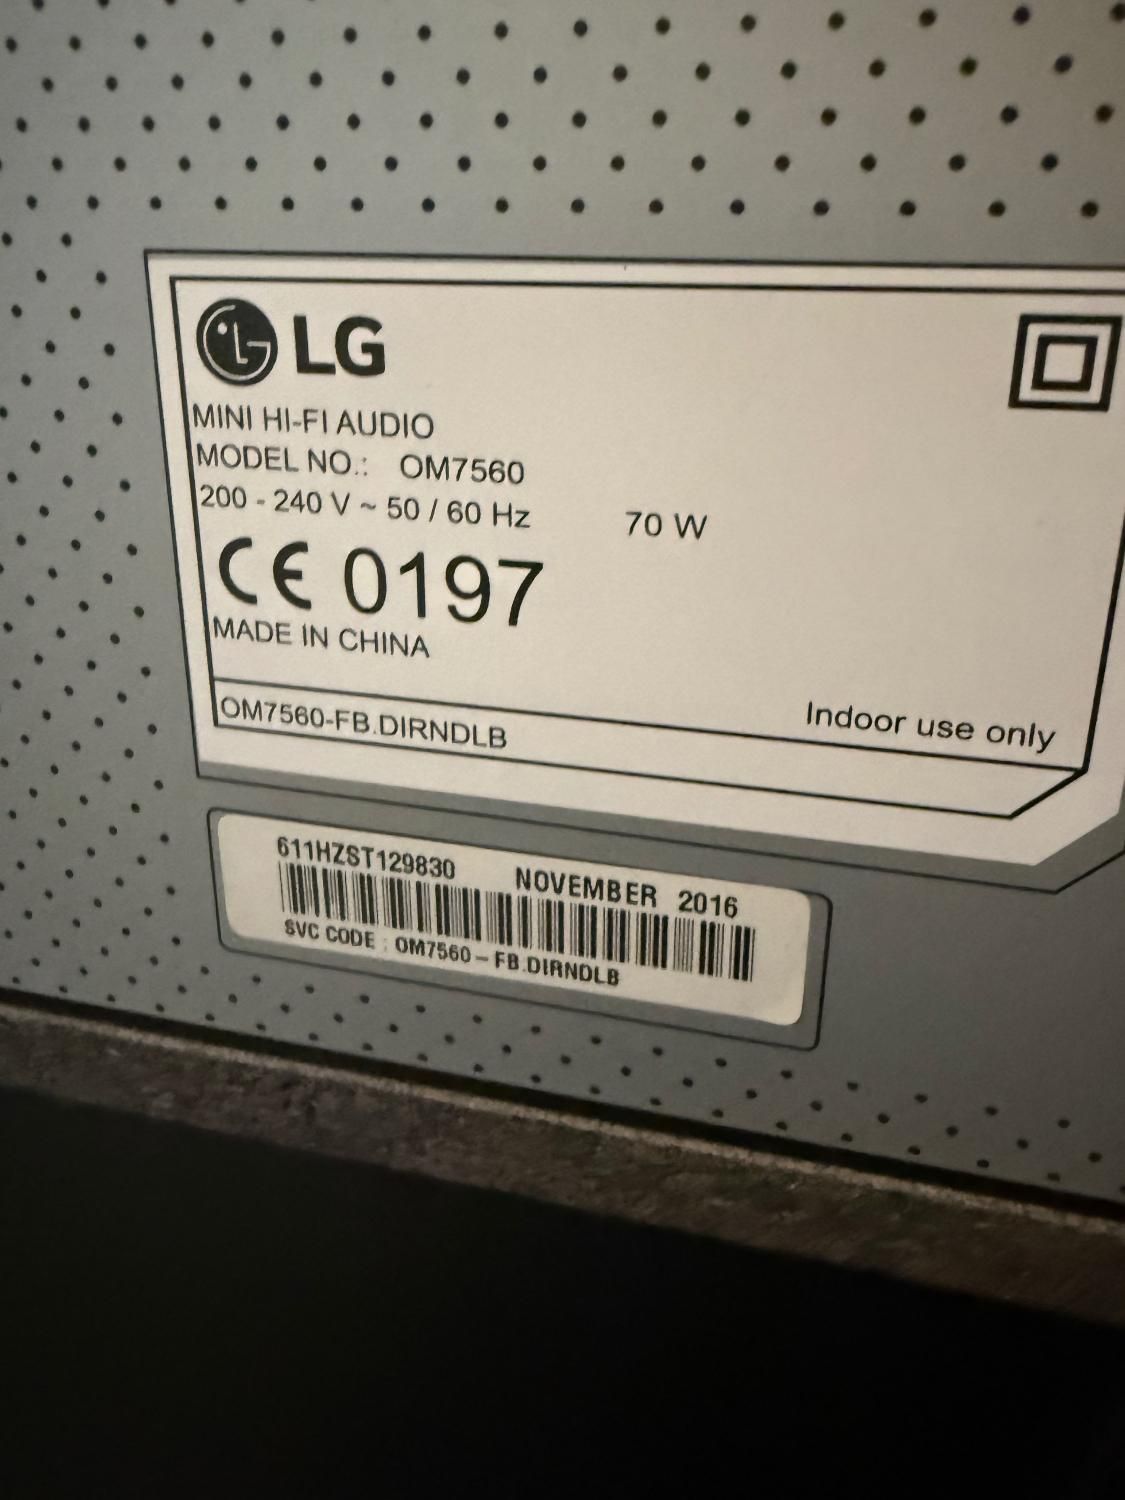 LG
MINI HI-FI AUDIO
MODEL NO.: OM7560
200 - 240 V ~ 50 / 60 Hz 70 W
CE 0197
MADE IN CHINA
Indoor use only
OM7560-FB.DIRNDLB
611HZST129830 NOVEMBER 2016
SVC CODE : OM7560-FB.DIRNDLB